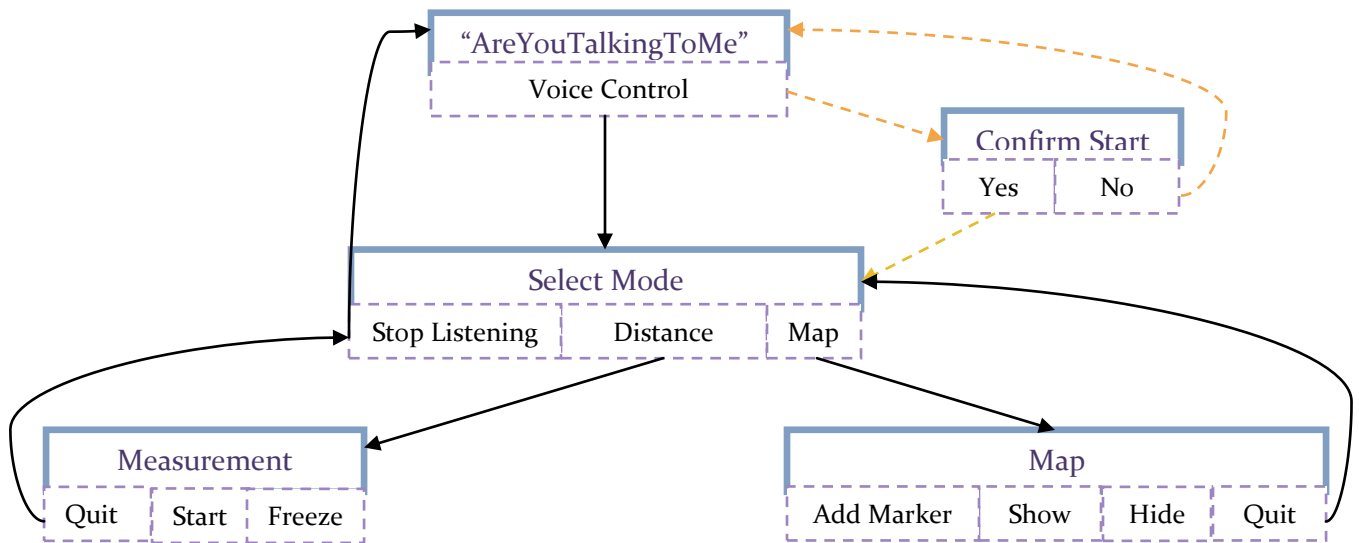 “AreYouTalkingToMe”
Voice Control
Confirm Start
Yes No
Select Mode
Stop Listening Distance Map
Measurement
Quit Start Freeze
Map
Add Marker Show Hide Quit